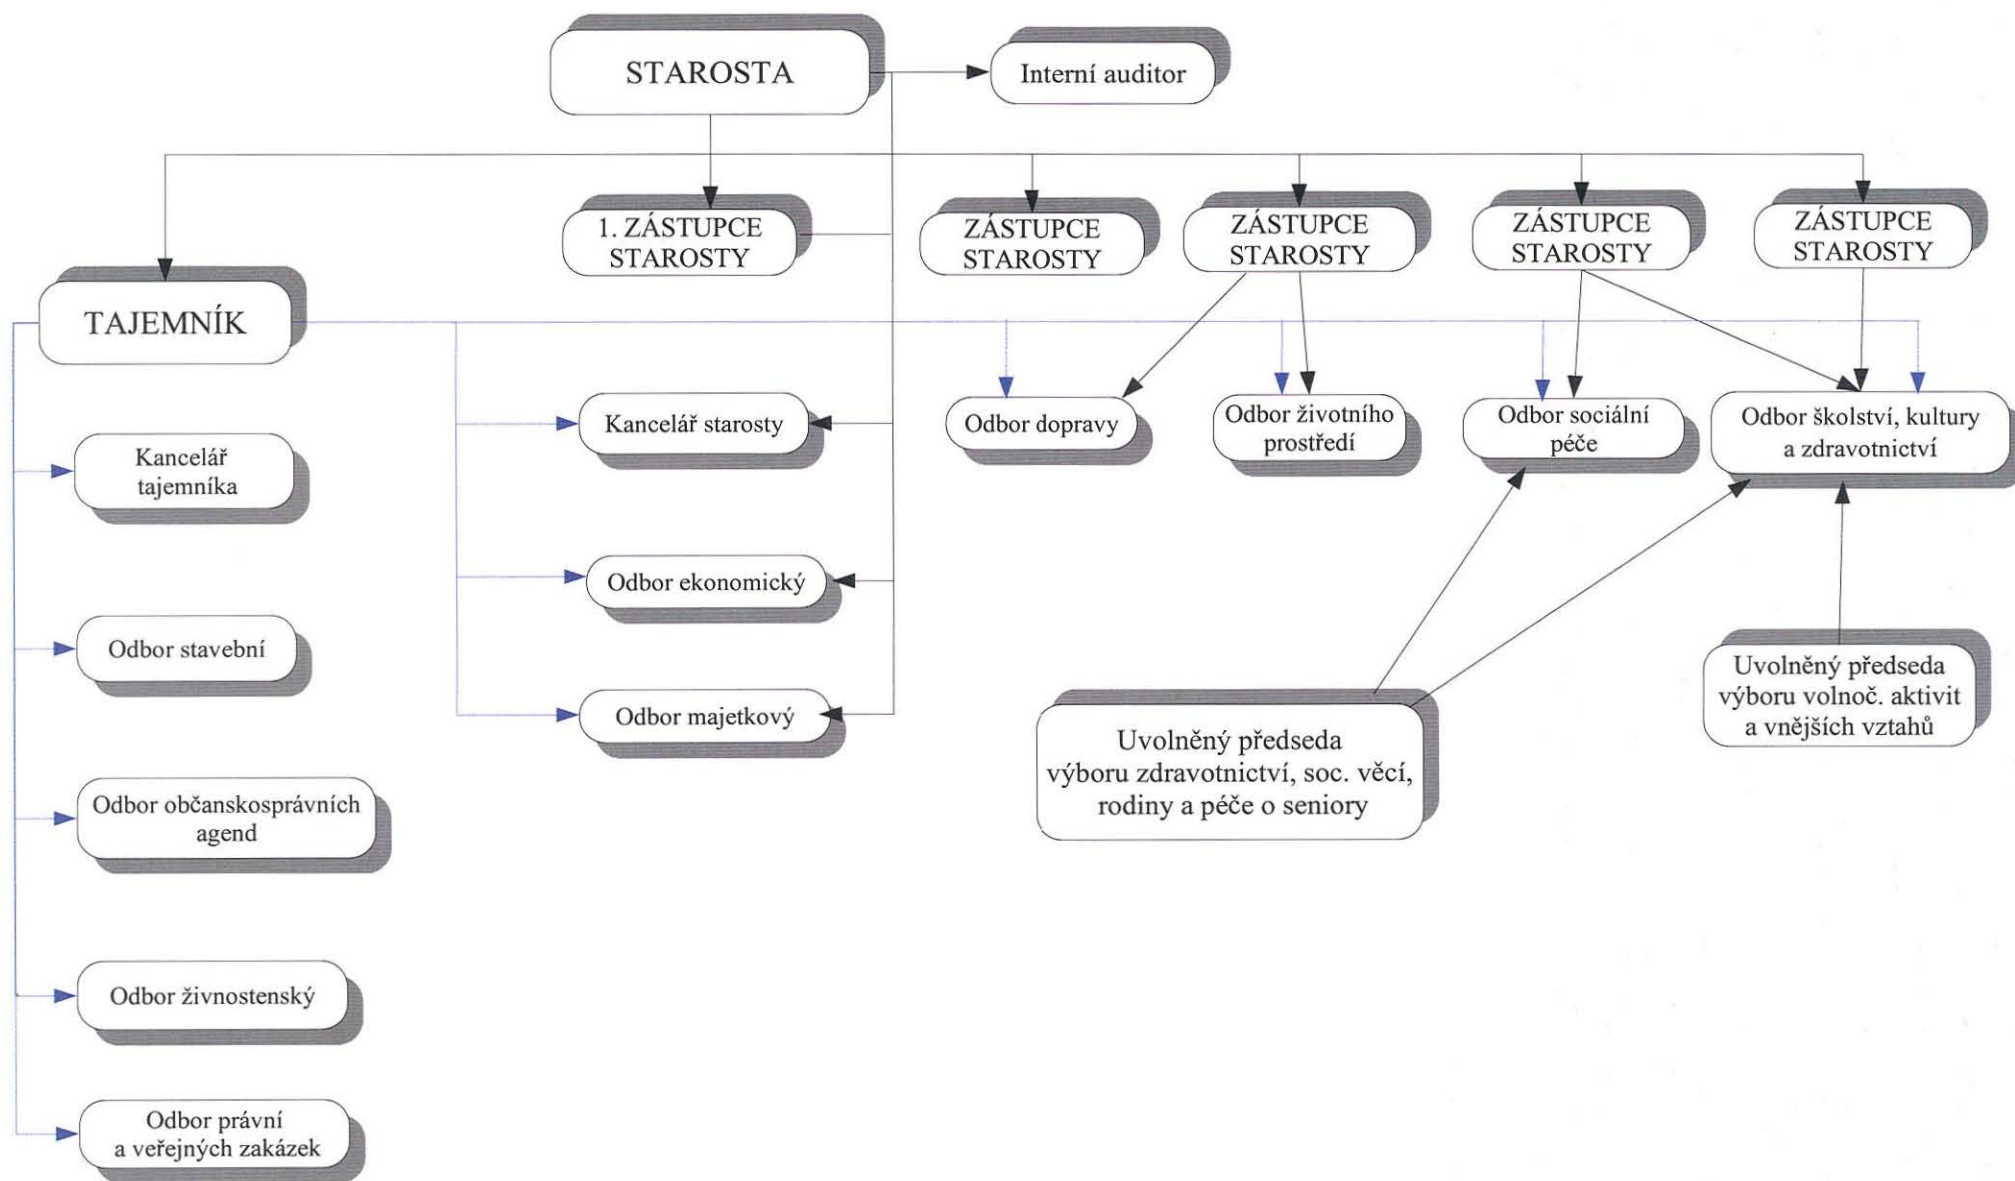 STAROSTA
Interní auditor
1. ZÁSTUPCE
STAROSTY
ZÁSTUPCE
STAROSTY
ZÁSTUPCE
STAROSTY
ZÁSTUPCE
STAROSTY
ZÁSTUPCE
STAROSTY
TAJEMNÍK
Kancelář starosty
Odbor dopravy
Odbor životního
prostředí
Odbor sociální
péče
Odbor školství, kultury
a zdravotnictví
Kancelář
tajemníka
Odbor ekonomický
Odbor stavební
Odbor majetkový
Uvolněný předseda
výboru volnoč. aktivit
a vnějších vztahů
Uvolněný předseda
výboru zdravotnictví, soc. věcí,
rodiny a péče o seniory
Odbor občanskosprávních
agend
Odbor živnostenský
Odbor právní
a veřejných zakázek